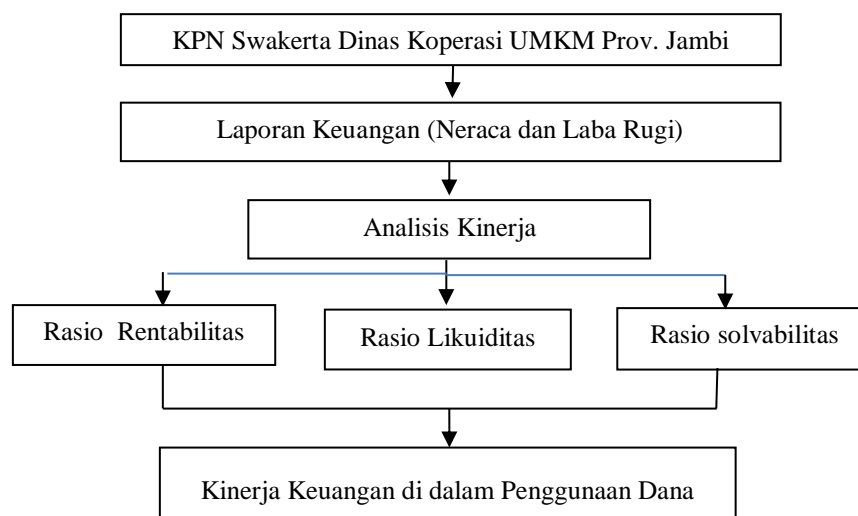 KPN Swakerta Dinas Koperasi UMKM Prov. Jambi
Laporan Keuangan (Neraca dan Laba Rugi)
Analisis Kinerja
Rasio Rentabilitas
Rasio Likuiditas
Rasio solvabilitas
Kinerja Keuangan di dalam Penggunaan Dana